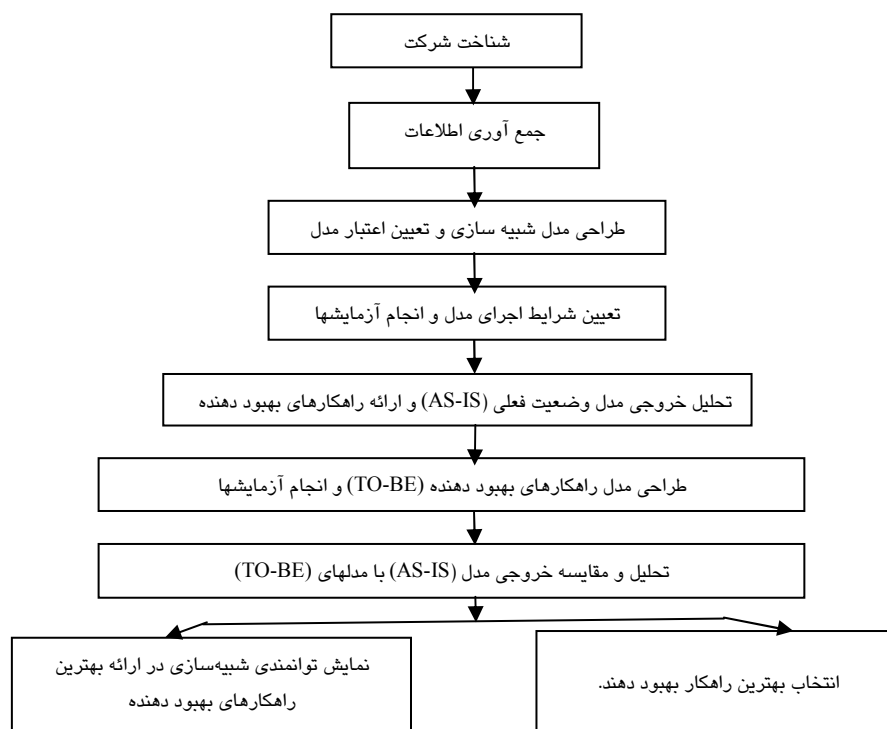 شناخت شرکت
جمع آوری اطلاعات
طراحی مدل شبیه سازی و تعیین اعتبار مدل
تعیین شرایط اجرای مدل و انجام آزمایشها
تحلیل خروجی مدل وضعیت فعلی (AS-IS) و ارائه راهکارهای بهبود دهنده
طراحی مدل راهکارهای بهبود دهنده (TO-BE) و انجام آزمایشها
تحلیل و مقایسه خروجی مدل (AS-IS) با مدلهای (TO-BE)
انتخاب بهترین راهکار بهبود دهند.
نمایش توانمندی شبیه‌سازی در ارائه بهترین
راهکارهای بهبود دهنده